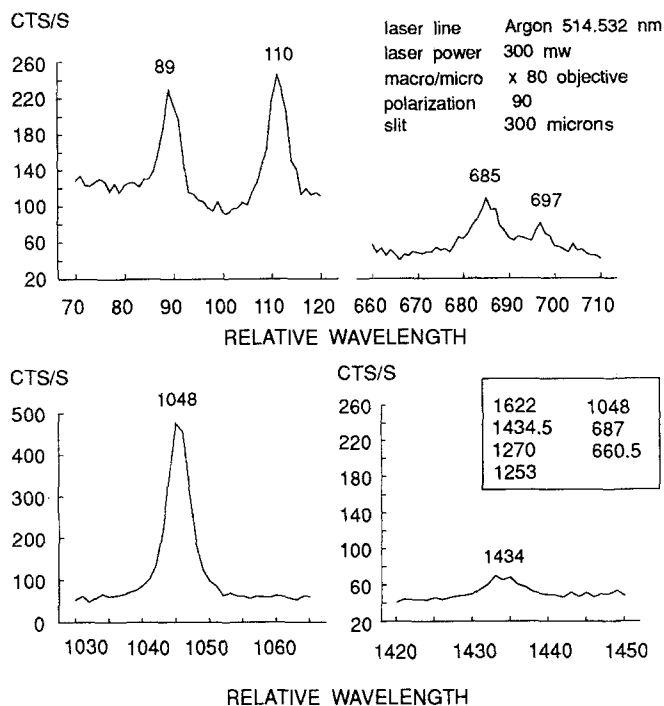 CTS/S
260
220
180
140
100
60
20
89
110
70 80 90 100 110 120
laser line Argon 514.532 nm
laser power 300 mw
macro/micro x 80 objective
polarization 90
slit 300 microns
685
697
660 670 680 690 700 710
RELATIVE WAVELENGTH
CTS/S
500
400
300
200
100
0
1048
1030 1040 1050 1060
CTS/S
260
220
180
140
100
60
20
1622 1048
1434.5 687
1270 660.5
1253
1434
1420 1430 1440 1450
RELATIVE WAVELENGTH